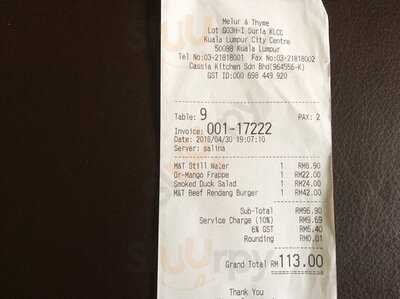 Melur & Thyme
Lot G03H-I Suria KLCC
Kuala Lumpur City Centre
50088 Kuala Lumpur
Tel No:03-21818001 Fax No:03-21818002
Cassia Kitchen Sdn Bhd(964556-K)
GST ID:000 698 449 920
Table: 9 PAX: 2
Invoice: 001-17222
Date: 2018/04/30 19:07:10
Server: salina
M&T Still Water 1 RM8.90
Or-Mango Frappe 1 RM22.00
Smoked Duck Salad 1 RM24.00
M&T Beef Rendang Burger 1 RM42.00
Sub-Total RM96.90
Service Charge (10%) RM9.69
6% GST RM6.40
Rounding RM0.01
Grand Total RM113.00
Thank You